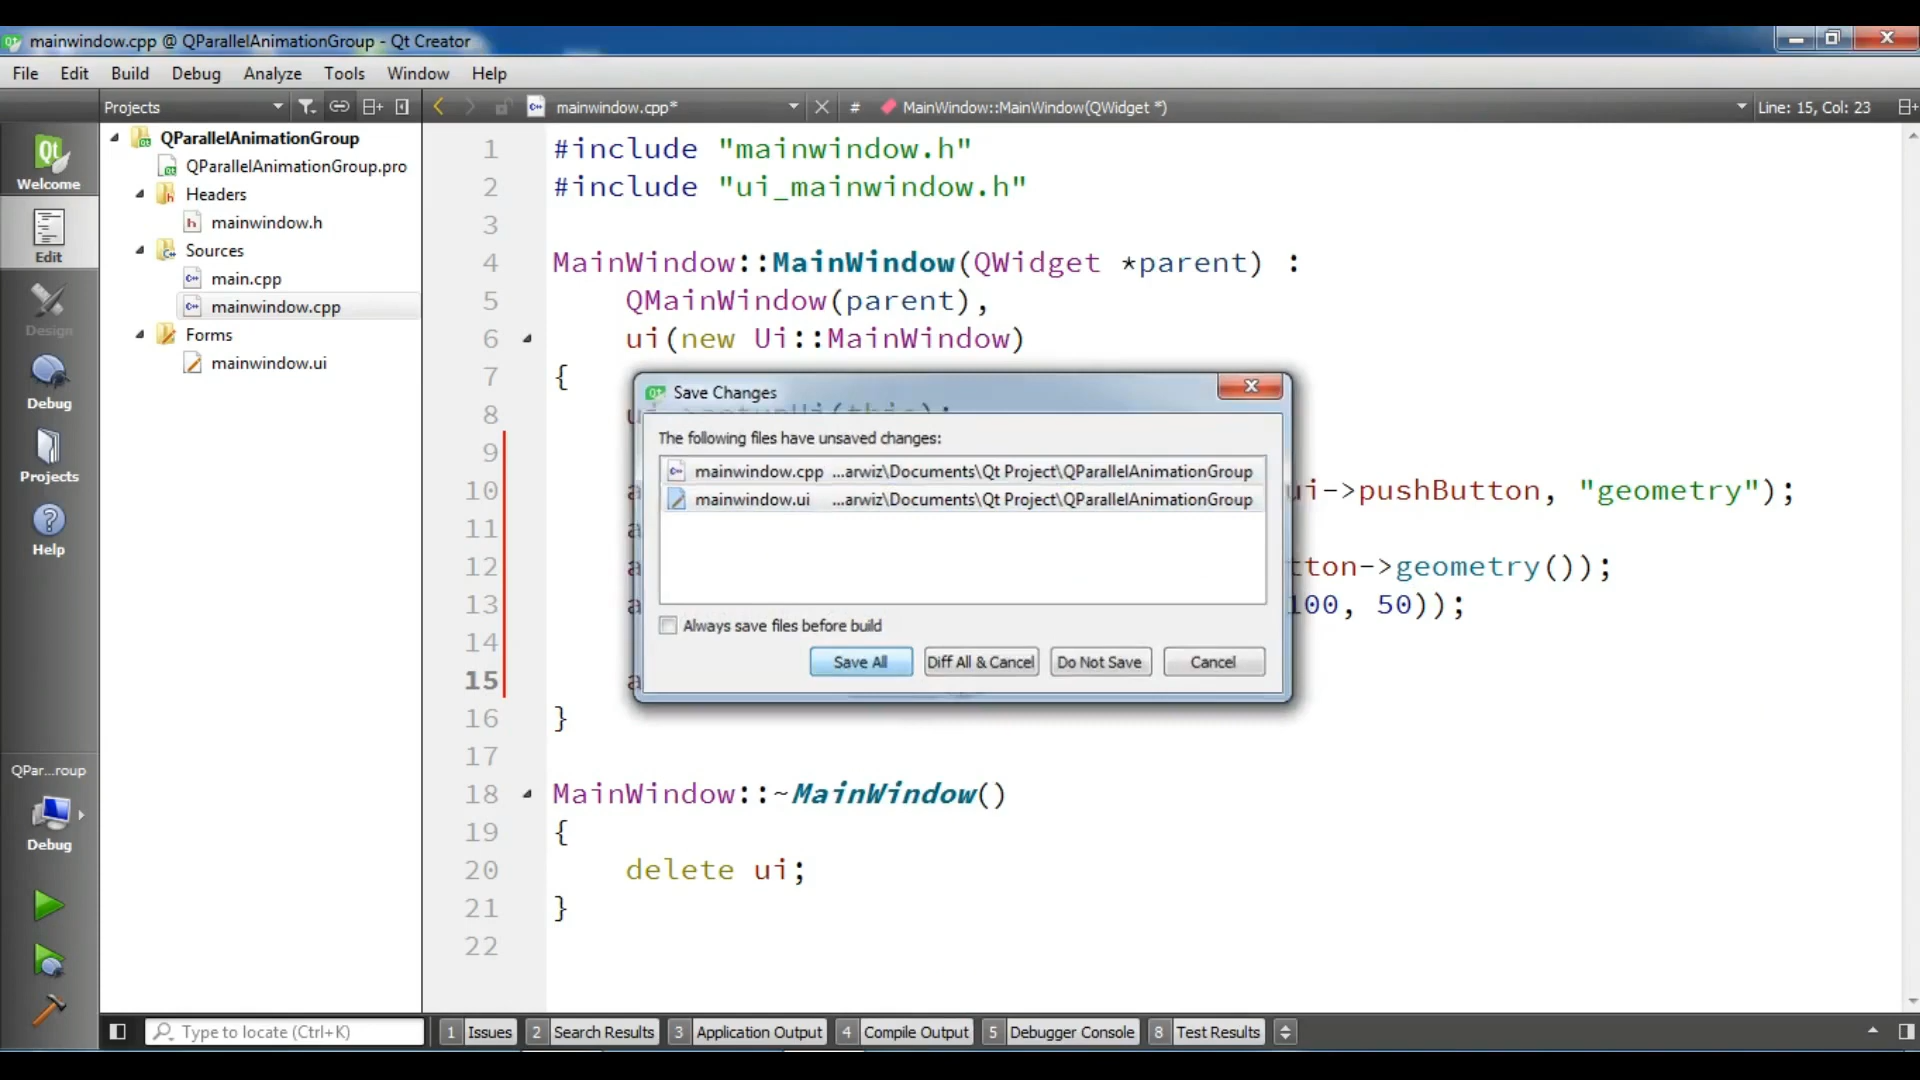 mainwindow.cpp @ QParallelAnimationGroup - Qt Creator
File Edit Build Debug Analyze Tools Window Help
Projects
mainwindow.cpp*
# MainWindow::MainWindow(QWidget *)
Line: 15, Col: 23
Welcome
Edit
Design
Debug
Projects
Help
QPar...roup
Debug
QParallelAnimationGroup
QParallelAnimationGroup.pro
Headers
mainwindow.h
Sources
main.cpp
mainwindow.cpp
Forms
mainwindow.ui
1 #include "mainwindow.h"
2 #include "ui_mainwindow.h"
3
4 MainWindow::MainWindow(QWidget *parent) :
5 QMainWindow(parent),
6 ui(new Ui::MainWindow)
7 {
8
9
10 ui->pushButton, "geometry");
11
12 tton->geometry());
13 100, 50));
14
15
16 }
17
18 MainWindow::~MainWindow()
19 {
20 delete ui;
21 }
22
Save Changes
The following files have unsaved changes:
mainwindow.cpp ...arwiz\Documents\Qt Project\QParallelAnimationGroup
mainwindow.ui ...arwiz\Documents\Qt Project\QParallelAnimationGroup
Always save files before build
Save All Diff All & Cancel Do Not Save Cancel
Type to locate (Ctrl+K)
1 Issues 2 Search Results 3 Application Output 4 Compile Output 5 Debugger Console 8 Test Results